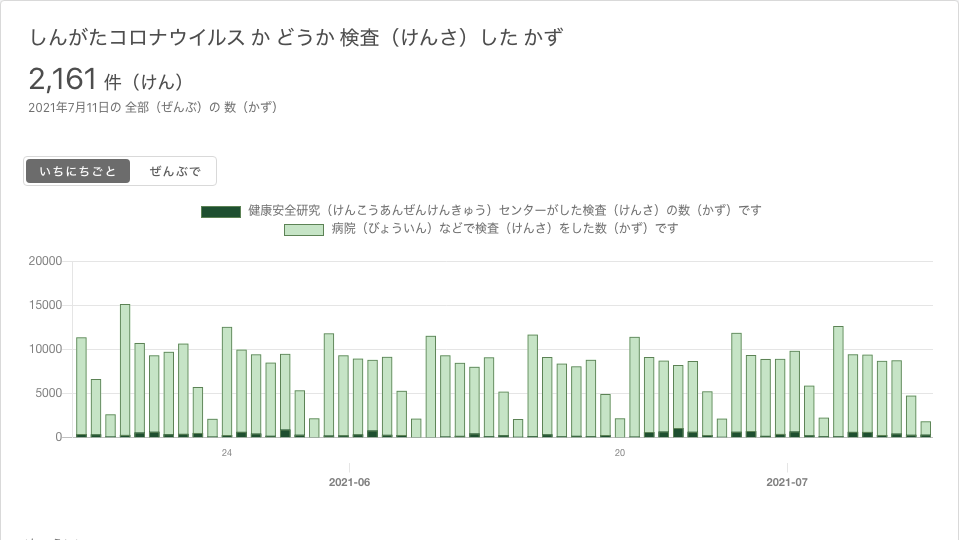 しんがたコロナウイルス か どうか 検査（けんさ）した かず
2,161 件（けん）
2021年7月11日の 全部（ぜんぶ）の 数（かず）
いちにちごと
ぜんぶで
健康安全研究（けんこうあんぜんけんきゅう）センターがした検査（けんさ）の数（かず）です
病院（びょういん）などで検査（けんさ）をした数（かず）です
20000
15000
10000
5000
0
24
20
2021-06
2021-07